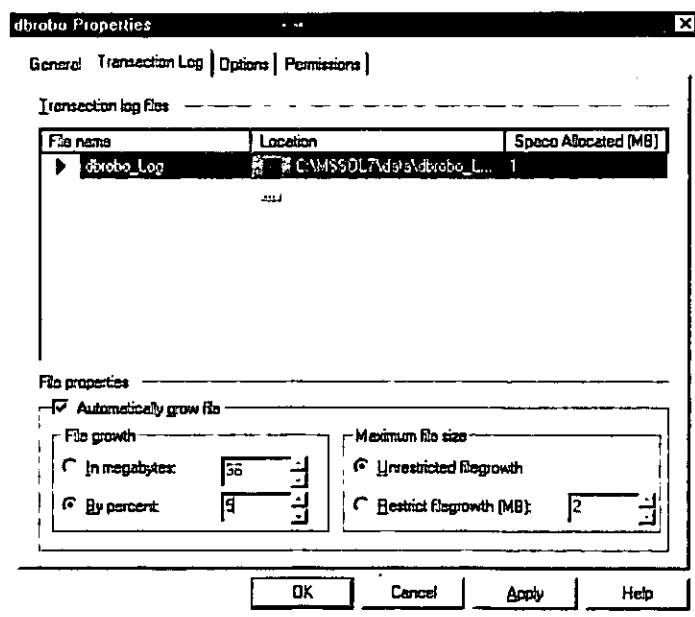 dbrobo Properties
General Transaction Log Options Permissions
Transaction log files
File name Location Space Allocated (MB)
dbrobo_Log C:\MSSQL7\data\dbrobo_L... 1
File properties
Automatically grow file
File growth
In megabytes:
By percent: 5
Maximum file size
Unrestricted filegrowth
Restrict filegrowth (MB): 2
OK Cancel Apply Help